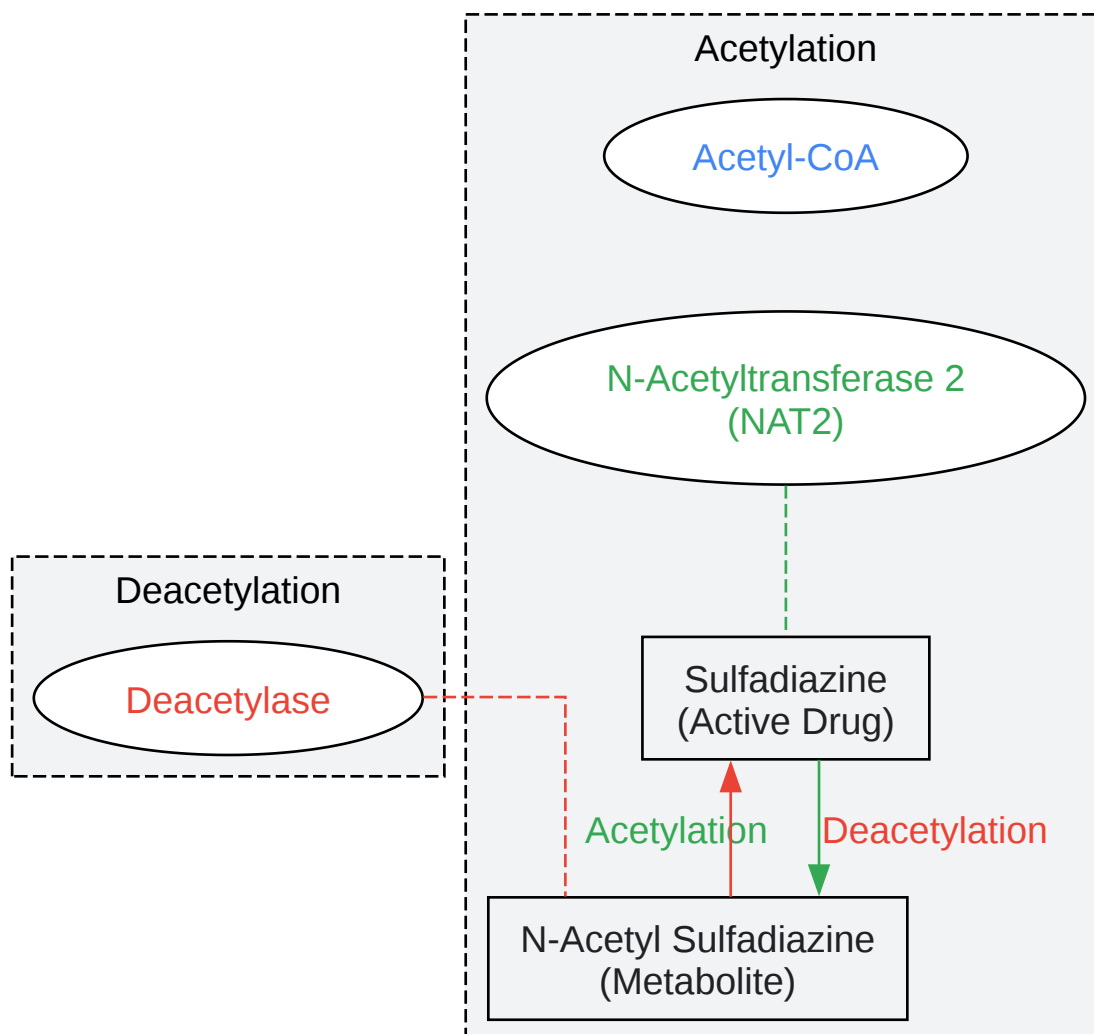 Acetylation
Acetyl-CoA
N-Acetyltransferase 2
(NAT2)
Deacetylation
Deacetylase
Sulfadiazine
(Active Drug)
Acetylation
Deacetylation
N-Acetyl Sulfadiazine
(Metabolite)